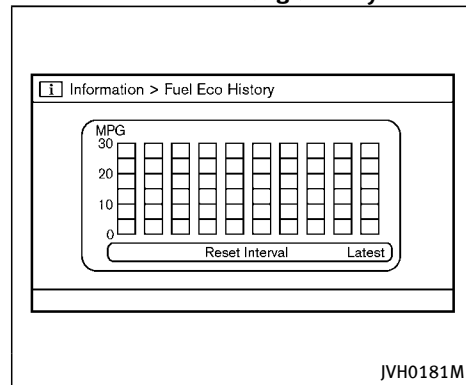 i Information > Fuel Eco History
MPG
30
20
10
0
Reset Interval Latest
JVH0181M